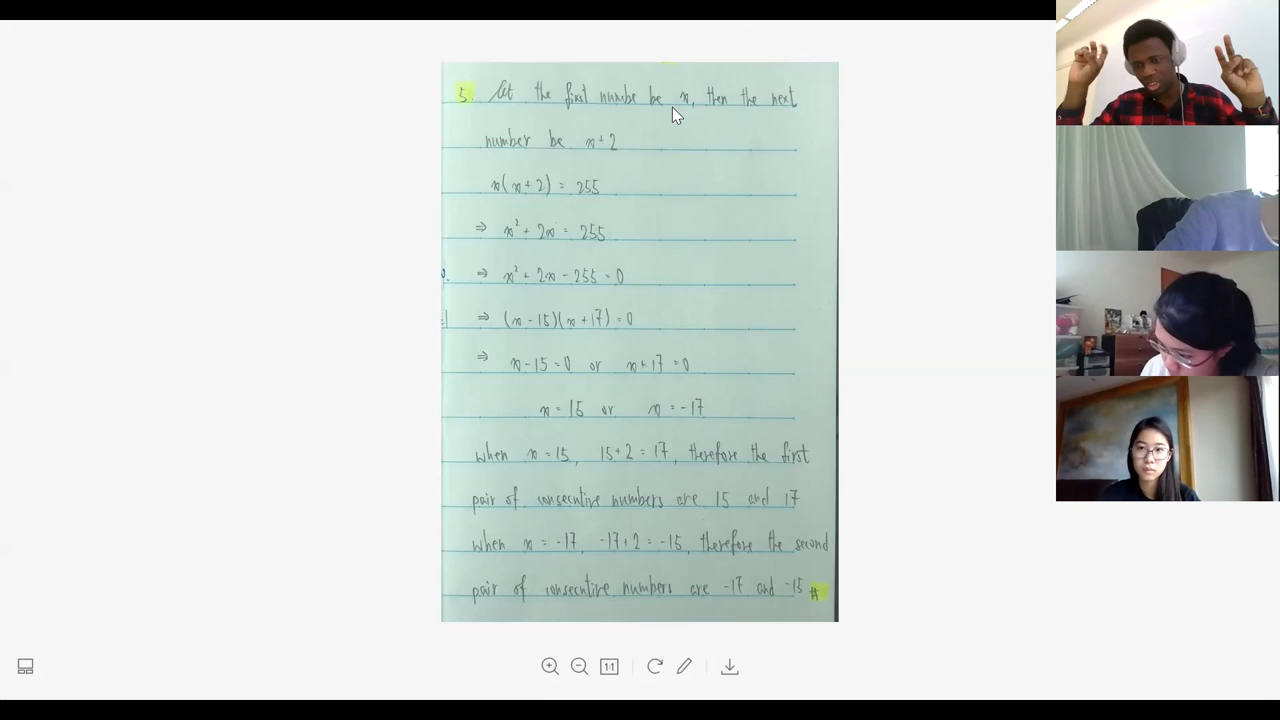 5. let the first numbe be x, then the next
number be x+2
x(x+2) = 255
⇒ x² + 2x = 255
⇒ x² + 2x - 255 = 0
⇒ (x - 15)(x + 17) = 0
⇒ x - 15 = 0 or x + 17 = 0
x = 15 or x = -17
when x = 15, 15+2 = 17, therefore the first
pair of consecutive numbers are 15 and 17
when x = -17, -17+2 = -15, therefore the second
pair of consecutive numbers are -17 and -15 #
1:1